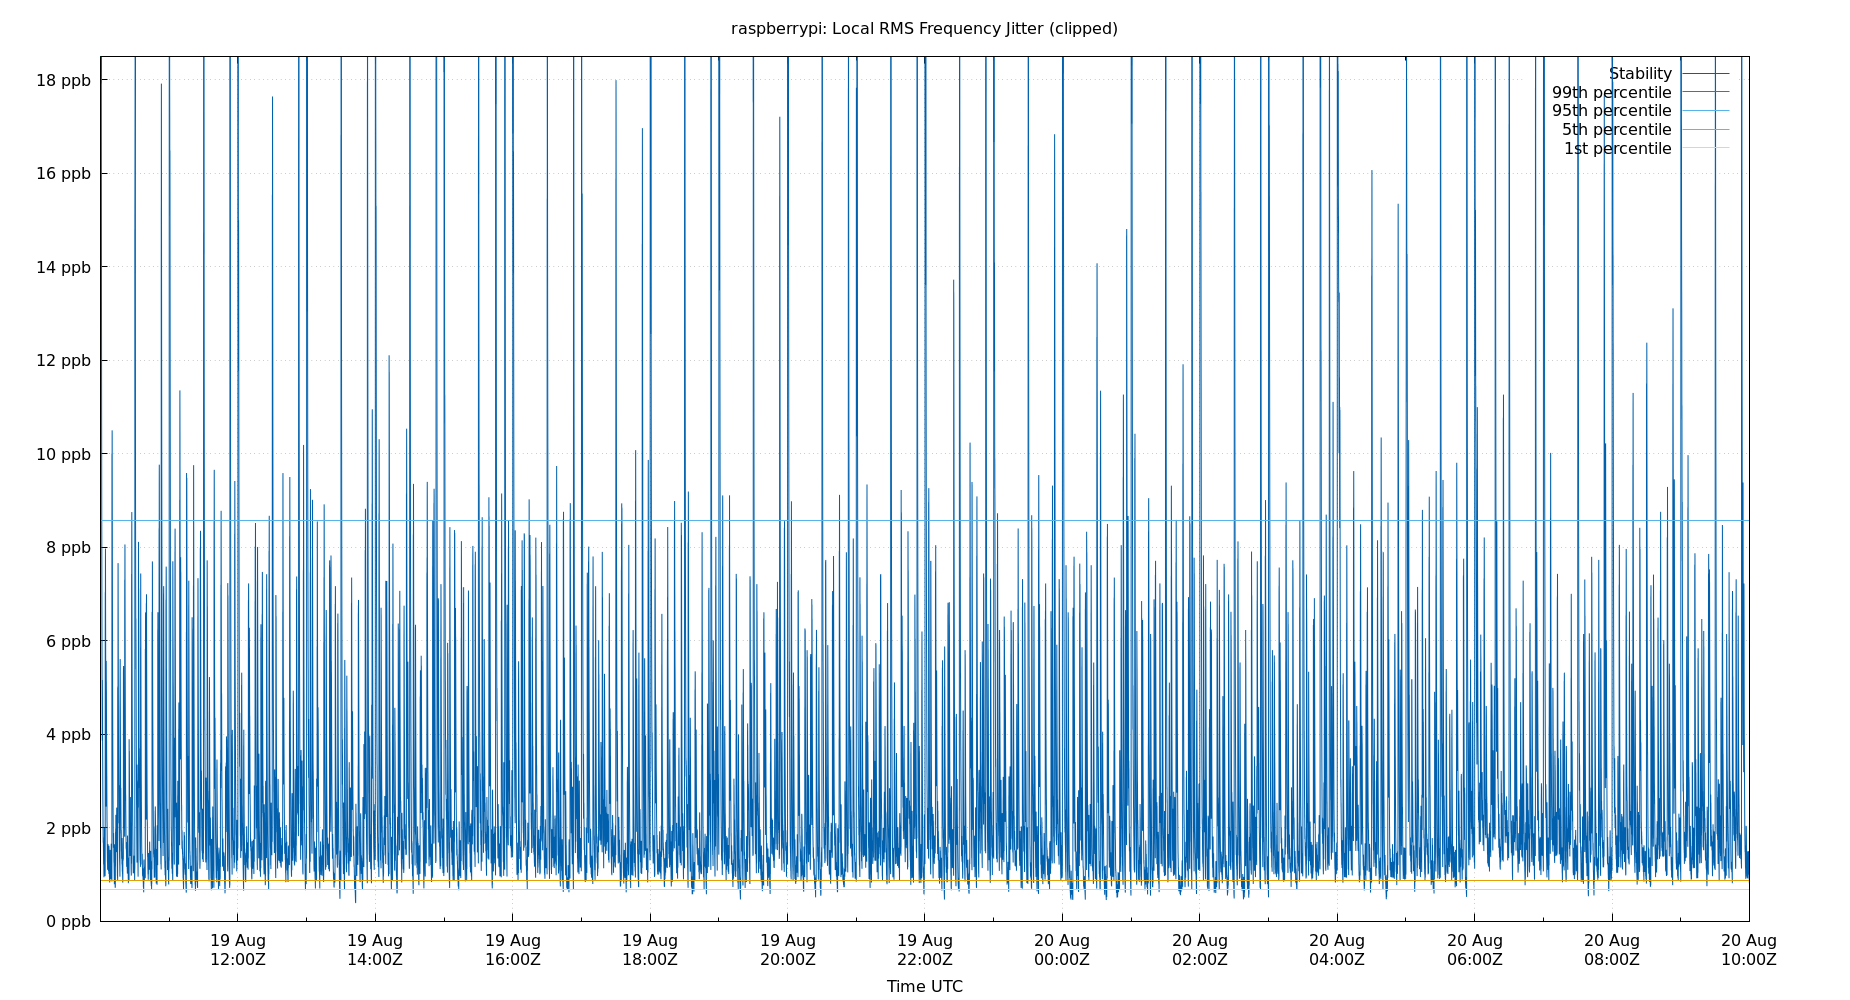 raspberrypi: Local RMS Frequency Jitter (clipped)
18 ppb
16 ppb
14 ppb
12 ppb
10 ppb
8 ppb
6 ppb
4 ppb
2 ppb
0 ppb
Stability
99th percentile
95th percentile
5th percentile
1st percentile
19 Aug
12:00Z
19 Aug
14:00Z
19 Aug
16:00Z
19 Aug
18:00Z
19 Aug
20:00Z
19 Aug
22:00Z
20 Aug
00:00Z
20 Aug
02:00Z
20 Aug
04:00Z
20 Aug
06:00Z
20 Aug
08:00Z
20 Aug
10:00Z
Time UTC